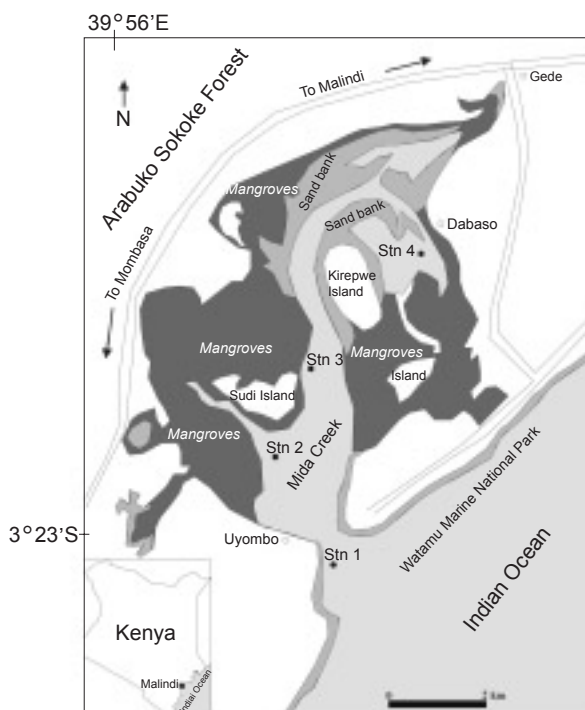 39°56'E
To Malindi
Gede
N
Arabuko Sokoke Forest
Mangroves
Sand bank
Sand bank
Dabaso
Stn 4
To Mombasa
Kirepwe
Island
Mangroves
Stn 3
Mangroves
Island
Sudi Island
Mangroves
Stn 2
Mida Creek
Watamu Marine National Park
3°23'S
Uyombo
Stn 1
Indian Ocean
Kenya
Malindi
Ocean